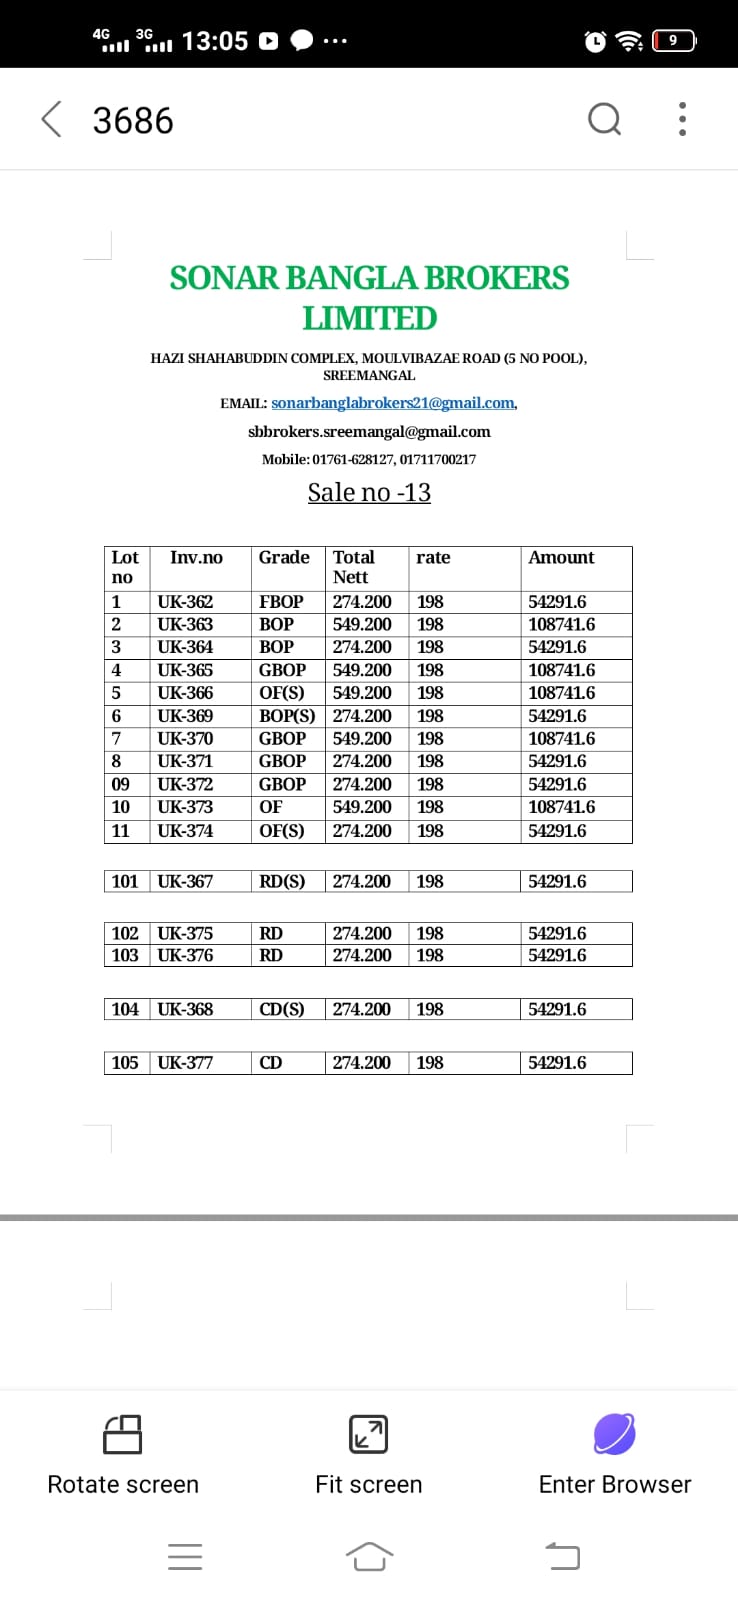 4G 3G 13:05 9
3686
SONAR BANGLA BROKERS
LIMITED
HAZI SHAHABUDDIN COMPLEX, MOULVIBAZAE ROAD (5 NO POOL),
SREEMANGAL
EMAIL: sonarbanglabrokers21@gmail.com,
sbbrokers.sreemangal@gmail.com
Mobile: 01761-628127, 01711700217
Sale no -13
Lot no Inv.no Grade Total Nett rate Amount
1 UK-362 FBOP 274.200 198 54291.6
2 UK-363 BOP 549.200 198 108741.6
3 UK-364 BOP 274.200 198 54291.6
4 UK-365 GBOP 549.200 198 108741.6
5 UK-366 OF(S) 549.200 198 108741.6
6 UK-369 BOP(S) 274.200 198 54291.6
7 UK-370 GBOP 549.200 198 108741.6
8 UK-371 GBOP 274.200 198 54291.6
09 UK-372 GBOP 274.200 198 54291.6
10 UK-373 OF 549.200 198 108741.6
11 UK-374 OF(S) 274.200 198 54291.6
101 UK-367 RD(S) 274.200 198 54291.6
102 UK-375 RD 274.200 198 54291.6
103 UK-376 RD 274.200 198 54291.6
104 UK-368 CD(S) 274.200 198 54291.6
105 UK-377 CD 274.200 198 54291.6
Rotate screen Fit screen Enter Browser